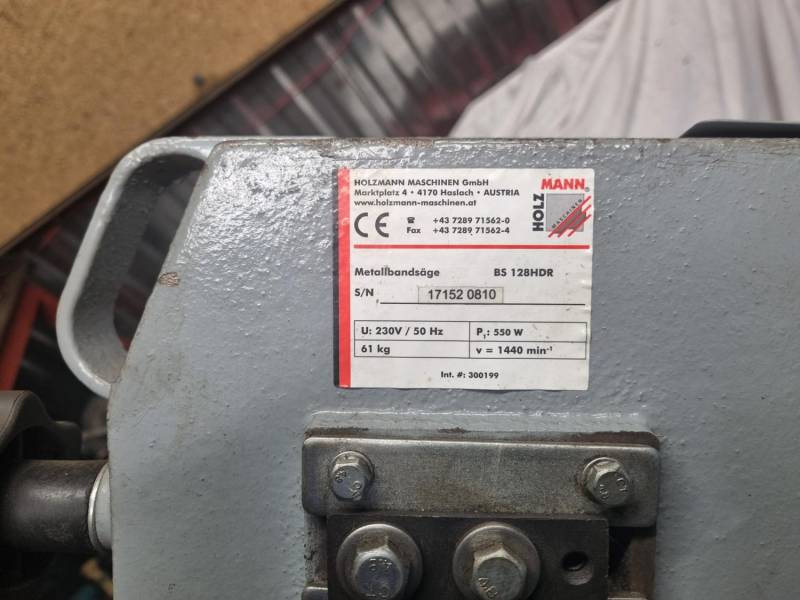 HOLZMANN MASCHINEN GmbH
Marktplatz 4 • 4170 Haslach • AUSTRIA
www.holzmann-maschinen.at
CE ☎ +43 7289 71562-0
Fax +43 7289 71562-4
HOLZ
MANN®
MASCHINEN
Metallbandsäge BS 128HDR
S/N 17152 0810
U: 230V / 50 Hz P₁: 550 W
61 kg v = 1440 min⁻¹
Int. #: 300199